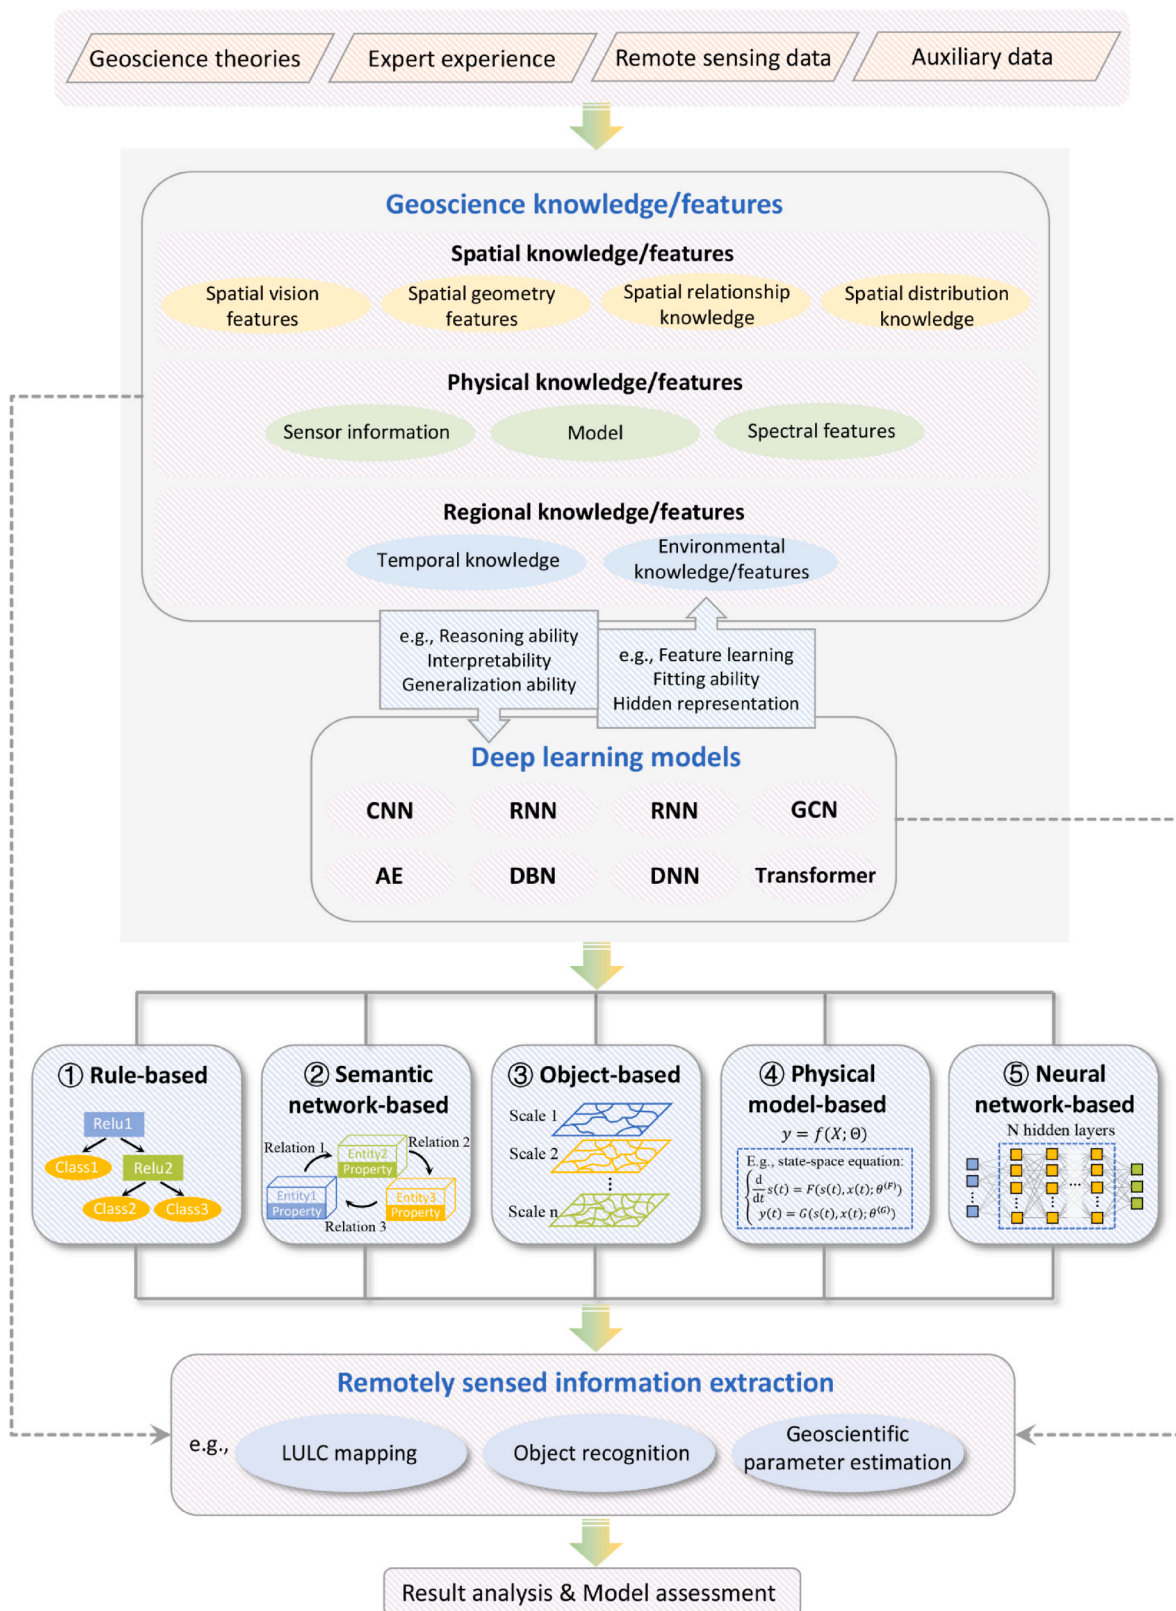 Geoscience theories
Expert experience
Remote sensing data
Auxiliary data
Geoscience knowledge/features
Spatial knowledge/features
Spatial vision
features
Spatial geometry
features
Spatial relationship
knowledge
Spatial distribution
knowledge
Physical knowledge/features
Sensor information
Model
Spectral features
Regional knowledge/features
Temporal knowledge
Environmental
knowledge/features
e.g., Reasoning ability
Interpretability
Generalization ability
e.g., Feature learning
Fitting ability
Hidden representation
Deep learning models
CNN
RNN
RNN
GCN
AE
DBN
DNN
Transformer
① Rule-based
Relu1
Class1
Relu2
Class2
Class3
② Semantic
network-based
Relation 1
Entity2
Property
Relation 2
Entity1
Property
Entity3
Property
Relation 3
③ Object-based
Scale 1
Scale 2
Scale n
④ Physical
model-based
y = f(X; Θ)
E.g., state-space equation:
d/dt s(t) = F(s(t), x(t); θ^(F))
y(t) = G(s(t), x(t); θ^(G))
⑤ Neural
network-based
N hidden layers
Remotely sensed information extraction
e.g.,
LULC mapping
Object recognition
Geoscientific
parameter estimation
Result analysis & Model assessment